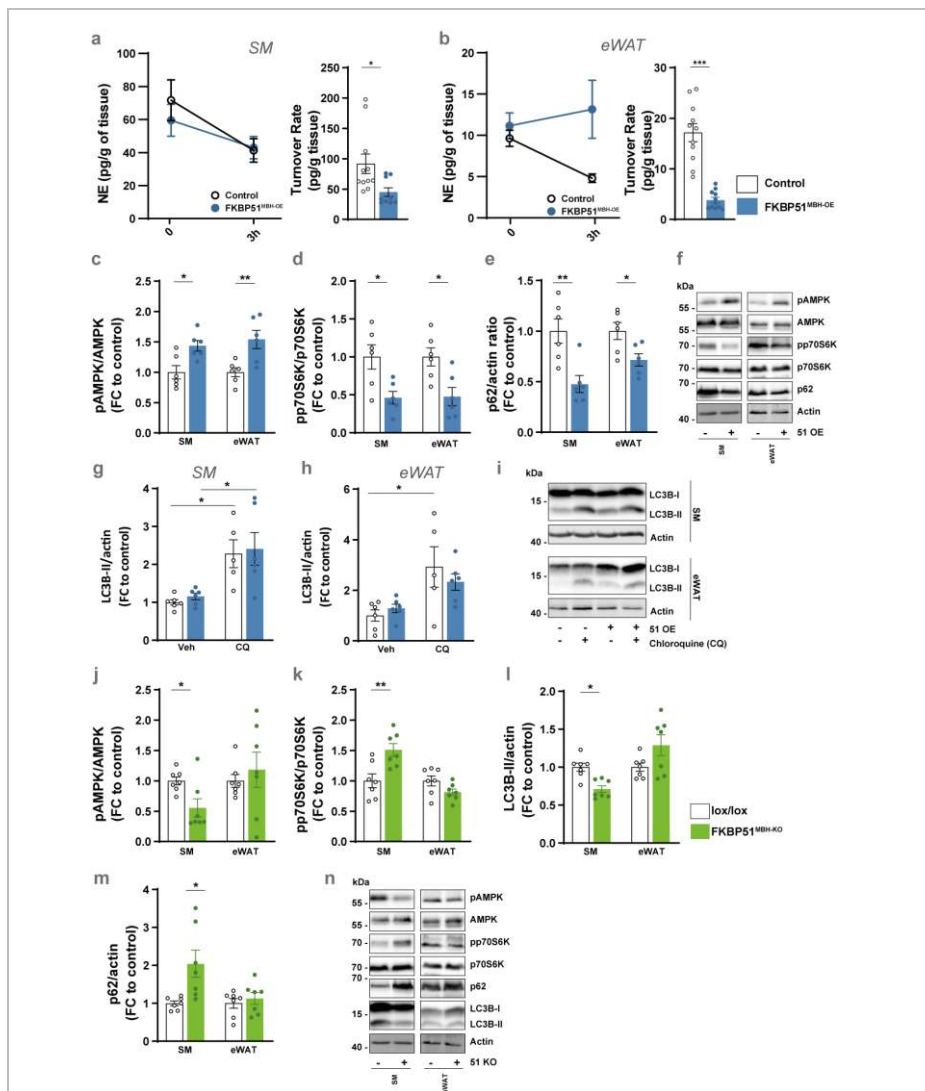 a
SM
NE (pg/g of tissue)
100
80
60
40
20
0
0
3h
Control
FKBP51MBH-OE
Turnover Rate
(pg/g tissue)
250
200
150
100
50
0
*
b
eWAT
NE (pg/g of tissue)
20
15
10
5
0
0
3h
Turnover Rate
(pg/g tissue)
30
20
10
0
***
Control
FKBP51MBH-OE
c
pAMPK/AMPK
(FC to control)
2.5
2.0
1.5
1.0
0.5
0.0
*
**
SM
eWAT
d
pp70S6K/p70S6K
(FC to control)
2.0
1.5
1.0
0.5
0.0
*
*
SM
eWAT
e
p62/actin ratio
(FC to control)
1.5
1.0
0.5
0.0
**
*
SM
eWAT
f
kDa
55 -
55 -
70 -
70 -
70 -
40 -
pAMPK
AMPK
pp70S6K
p70S6K
p62
Actin
- + - + 51 OE
SM
eWAT
g
SM
LC3B-II/actin
(FC to control)
4
3
2
1
0
*
*
Veh
CQ
h
eWAT
LC3B-II/actin
(FC to control)
6
4
2
0
*
Veh
CQ
i
kDa
15 -
40 -
15 -
40 -
LC3B-I
LC3B-II
Actin
SM
LC3B-I
LC3B-II
Actin
eWAT
- - + + 51 OE
- + - + Chloroquine (CQ)
j
pAMPK/AMPK
(FC to control)
2.5
2.0
1.5
1.0
0.5
0.0
*
SM
eWAT
k
pp70S6K/p70S6K
(FC to control)
2.5
2.0
1.5
1.0
0.5
0.0
**
SM
eWAT
l
LC3B-II/actin
(FC to control)
2.0
1.5
1.0
0.5
0.0
*
SM
eWAT
lox/lox
FKBP51MBH-KO
m
p62/actin
(FC to control)
4
3
2
1
0
*
SM
eWAT
n
kDa
55 -
55 -
70 -
70 -
70
15 -
40 -
pAMPK
AMPK
pp70S6K
p70S6K
p62
LC3B-I
LC3B-II
Actin
- + - + 51 KO
SM
eWAT